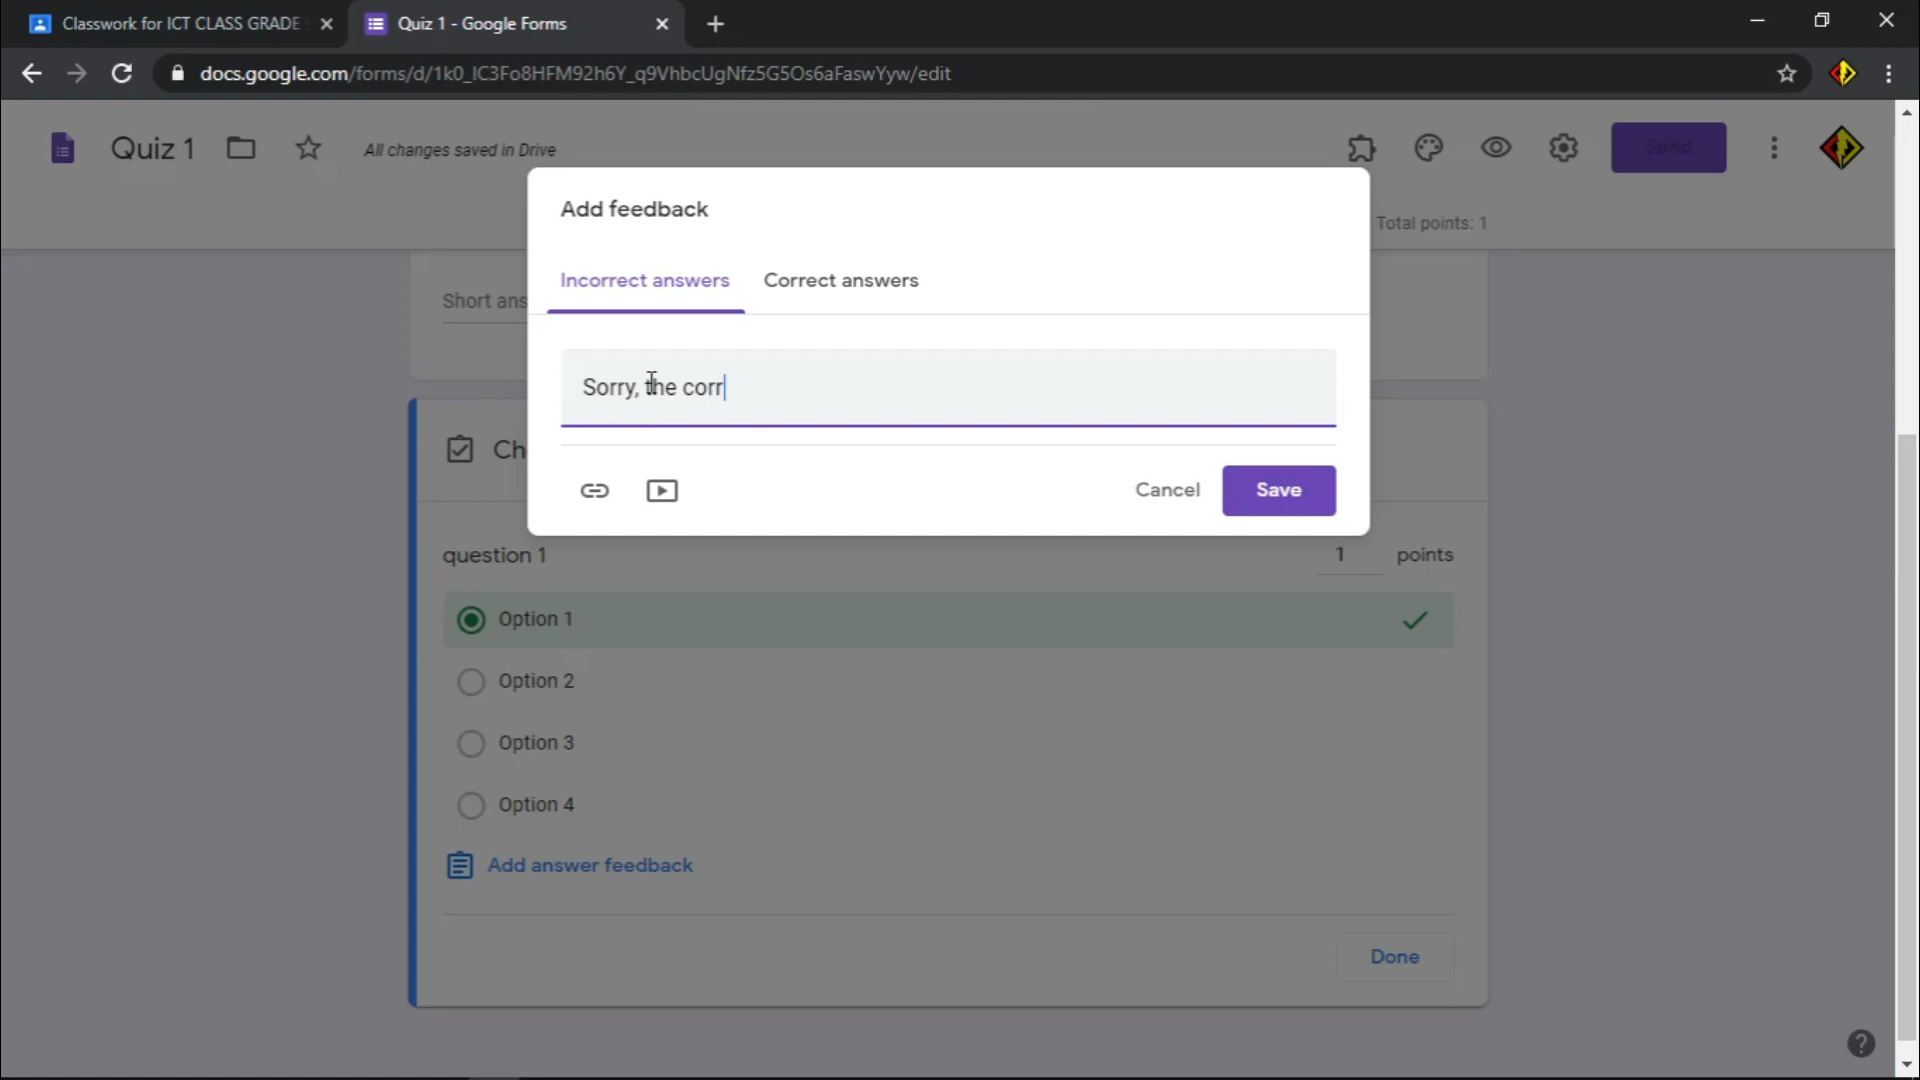 Classwork for ICT CLASS GRADE
Quiz 1 - Google Forms
docs.google.com/forms/d/1k0_IC3Fo8HFM92h6Y_q9VhbcUgNfz5G5Os6aFaswYyw/edit
Quiz 1
All changes saved in Drive
Send
Total points: 1
Add feedback
Incorrect answers
Correct answers
Short ans
Sorry, the corr
Ch
Cancel
Save
question 1
1 points
Option 1
Option 2
Option 3
Option 4
Add answer feedback
Done